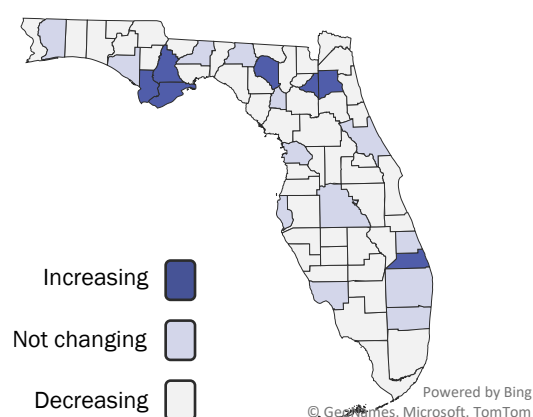 Increasing
Not changing
Decreasing
Powered by Bing
© GeoNames, Microsoft, TomTom